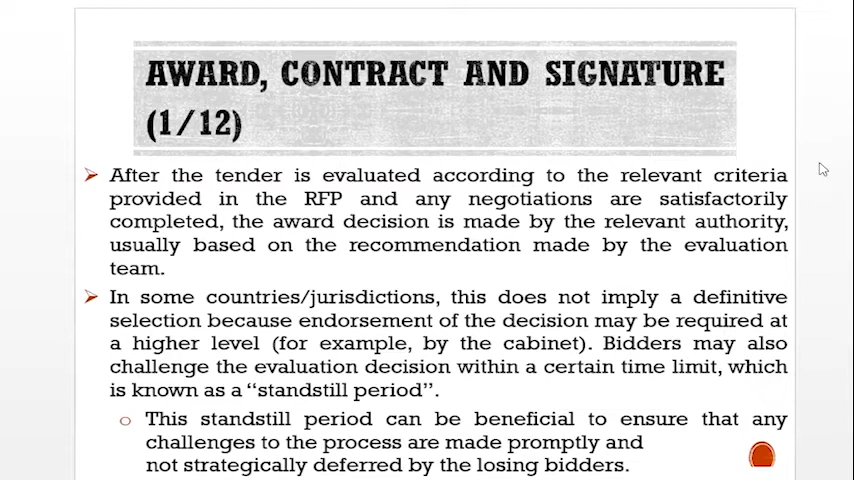 AWARD, CONTRACT AND SIGNATURE
(1/12)
After the tender is evaluated according to the relevant criteria
provided in the RFP and any negotiations are satisfactorily
completed, the award decision is made by the relevant authority,
usually based on the recommendation made by the evaluation
team.
In some countries/jurisdictions, this does not imply a definitive
selection because endorsement of the decision may be required at
a higher level (for example, by the cabinet). Bidders may also
challenge the evaluation decision within a certain time limit, which
is known as a “standstill period”.
This standstill period can be beneficial to ensure that any
challenges to the process are made promptly and
not strategically deferred by the losing bidders.